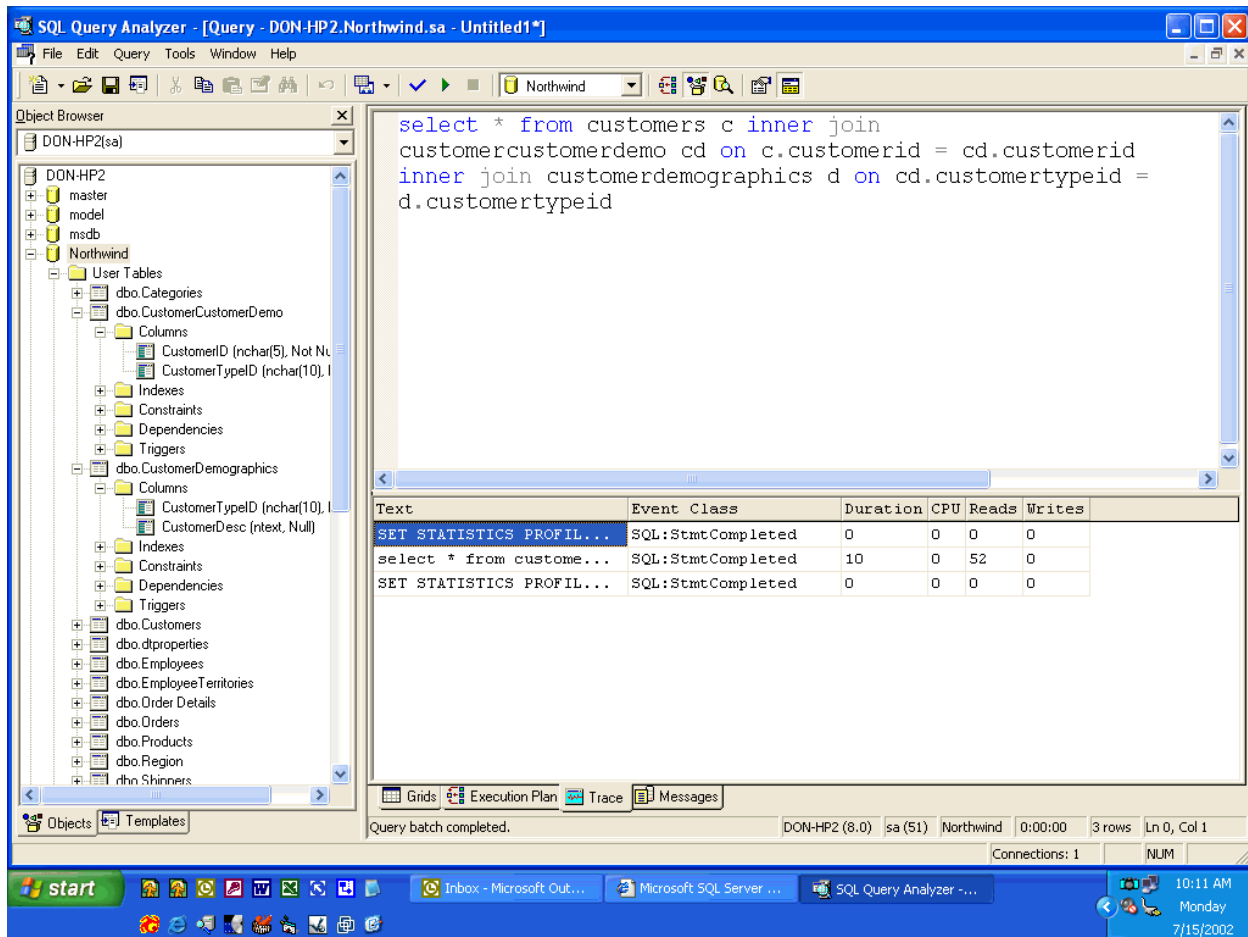 SQL Query Analyzer - [Query - DON-HP2.Northwind.sa - Untitled1*]
File Edit Query Tools Window Help
Northwind
Object Browser
DON-HP2(sa)
DON-HP2
master
model
msdb
Northwind
User Tables
dbo.Categories
dbo.CustomerCustomerDemo
Columns
CustomerID (nchar(5), Not Nu
CustomerTypeID (nchar(10),
Indexes
Constraints
Dependencies
Triggers
dbo.CustomerDemographics
Columns
CustomerTypeID (nchar(10),
CustomerDesc (ntext, Null)
Indexes
Constraints
Dependencies
Triggers
dbo.Customers
dbo.dtproperties
dbo.Employees
dbo.EmployeeTerritories
dbo.Order Details
dbo.Orders
dbo.Products
dbo.Region
dbo.Shippers
Objects Templates
select * from customers c inner join
customercustomerdemo cd on c.customerid = cd.customerid
inner join customerdemographics d on cd.customertypeid =
d.customertypeid
Text Event Class Duration CPU Reads Writes
SET STATISTICS PROFIL... SQL:StmtCompleted 0 0 0 0
select * from custome... SQL:StmtCompleted 10 0 52 0
SET STATISTICS PROFIL... SQL:StmtCompleted 0 0 0 0
Grids Execution Plan Trace Messages
Query batch completed. DON-HP2 (8.0) sa (51) Northwind 0:00:00 3 rows Ln 0, Col 1
Connections: 1 NUM
start Inbox - Microsoft Out... Microsoft SQL Server ... SQL Query Analyzer -... 10:11 AM
Monday
7/15/2002